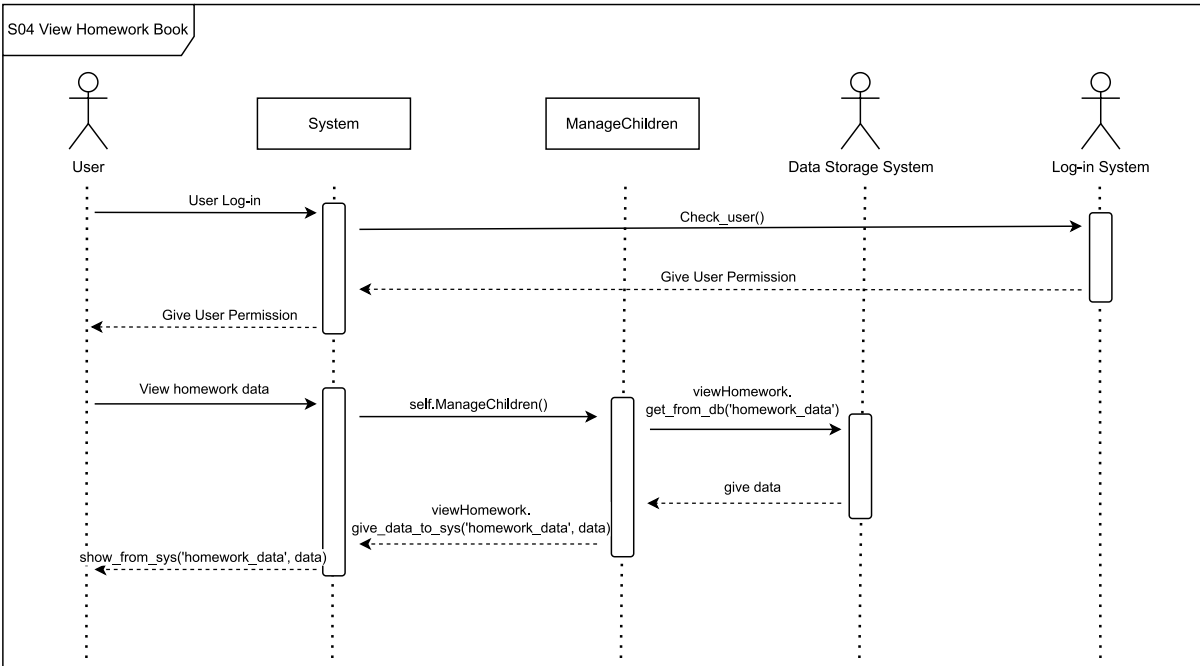 S04 View Homework Book
User
System
ManageChildren
Data Storage System
Log-in System
User Log-in
Check_user()
Give User Permission
Give User Permission
View homework data
self.ManageChildren()
viewHomework.
get_from_db('homework_data')
give data
viewHomework.
give_data_to_sys('homework_data', data)
show_from_sys('homework_data', data)